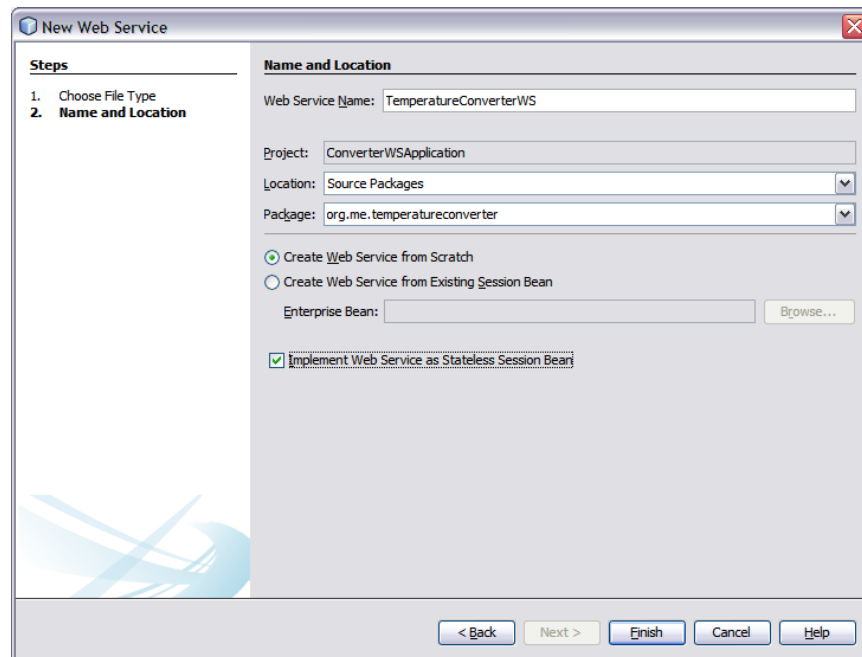 New Web Service
Steps
1. Choose File Type
2. Name and Location
Name and Location
Web Service Name: TemperatureConverterWS
Project: ConverterWSApplication
Location: Source Packages
Package: org.me.temperatureconverter
Create Web Service from Scratch
Create Web Service from Existing Session Bean
Enterprise Bean: Browse...
Implement Web Service as Stateless Session Bean
< Back Next > Finish Cancel Help